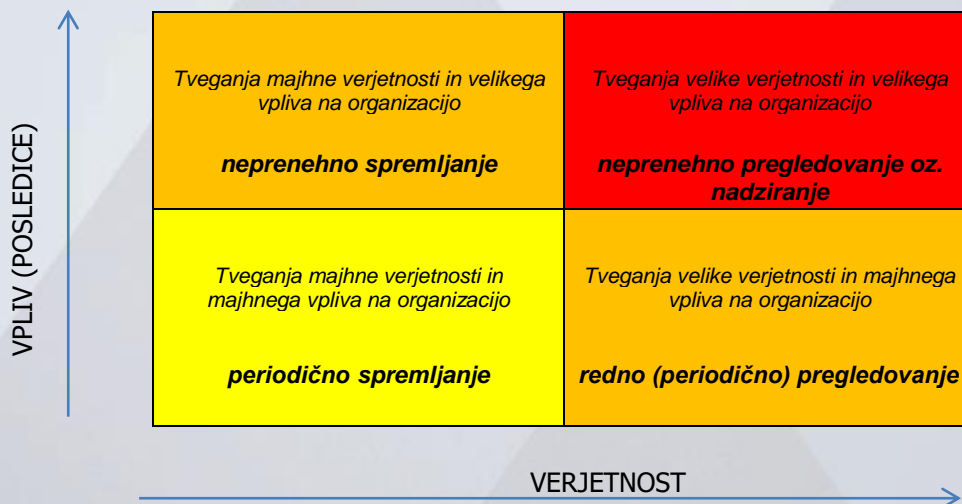 VPLIV (POSLEDICE)
Tveganja majhne verjetnosti in velikega
vpliva na organizacijo
neprenehno spremljanje
Tveganja velike verjetnosti in velikega
vpliva na organizacijo
neprenehno pregledovanje oz.
nadziranje
Tveganja majhne verjetnosti in
majhnega vpliva na organizacijo
periodično spremljanje
Tveganja velike verjetnosti in majhnega
vpliva na organizacijo
redno (periodično) pregledovanje
VERJETNOST